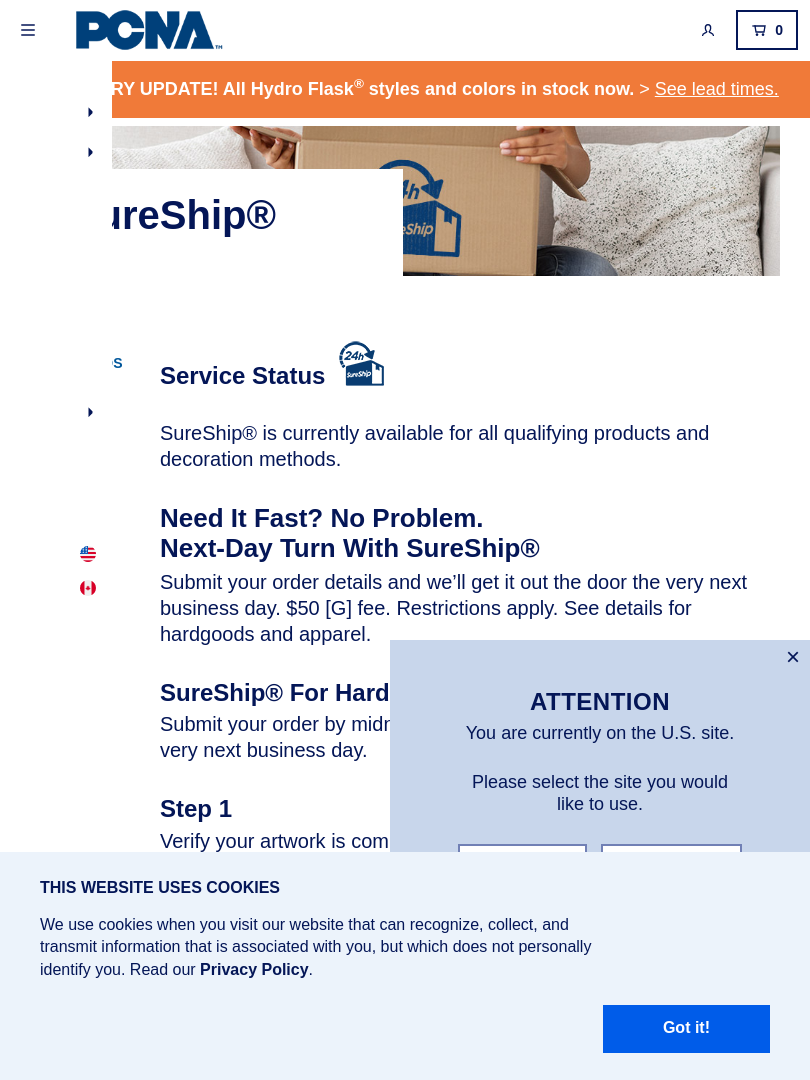 PCNA™
0
RY UPDATE! All Hydro Flask® styles and colors in stock now. > See lead times.
ureShip®
Service Status
24h
SureShip
SureShip® is currently available for all qualifying products and
decoration methods.
Need It Fast? No Problem.
Next-Day Turn With SureShip®
Submit your order details and we’ll get it out the door the very next
business day. $50 [G] fee. Restrictions apply. See details for
hardgoods and apparel.
SureShip® For Hard
Submit your order by midn
very next business day.
Step 1
Verify your artwork is com
ATTENTION
You are currently on the U.S. site.
Please select the site you would
like to use.
THIS WEBSITE USES COOKIES
We use cookies when you visit our website that can recognize, collect, and
transmit information that is associated with you, but which does not personally
identify you. Read our Privacy Policy.
Got it!